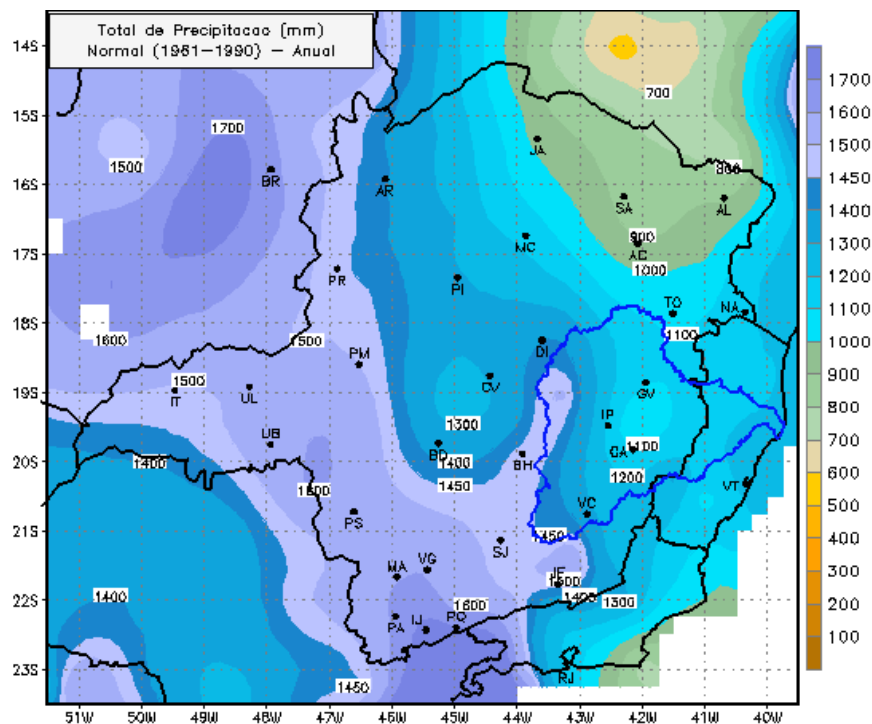 Total de Precipitacao (mm)
Normal (1961-1990) - Anual
14S
15S
16S
17S
18S
19S
20S
21S
22S
23S
51W
50W
49W
48W
47W
46W
45W
44W
43W
42W
41W
40W
1700
1600
1500
1450
1400
1300
1200
1100
1000
900
800
700
600
500
400
300
200
100
700
1700
1500
JA
BR
AR
800
SA
AL
MC
900
AC
1000
PR
PI
TO
NA
1600
1500
1100
DI
PM
1500
IT
UL
CV
GV
IP
1300
UB
BD
1400
BH
CA
1100
1400
1450
1200
VT
1500
PS
VC
1450
SJ
MA
VG
JF
1500
1400
1400
1300
1600
PA
IJ
PQ
1450
RJ